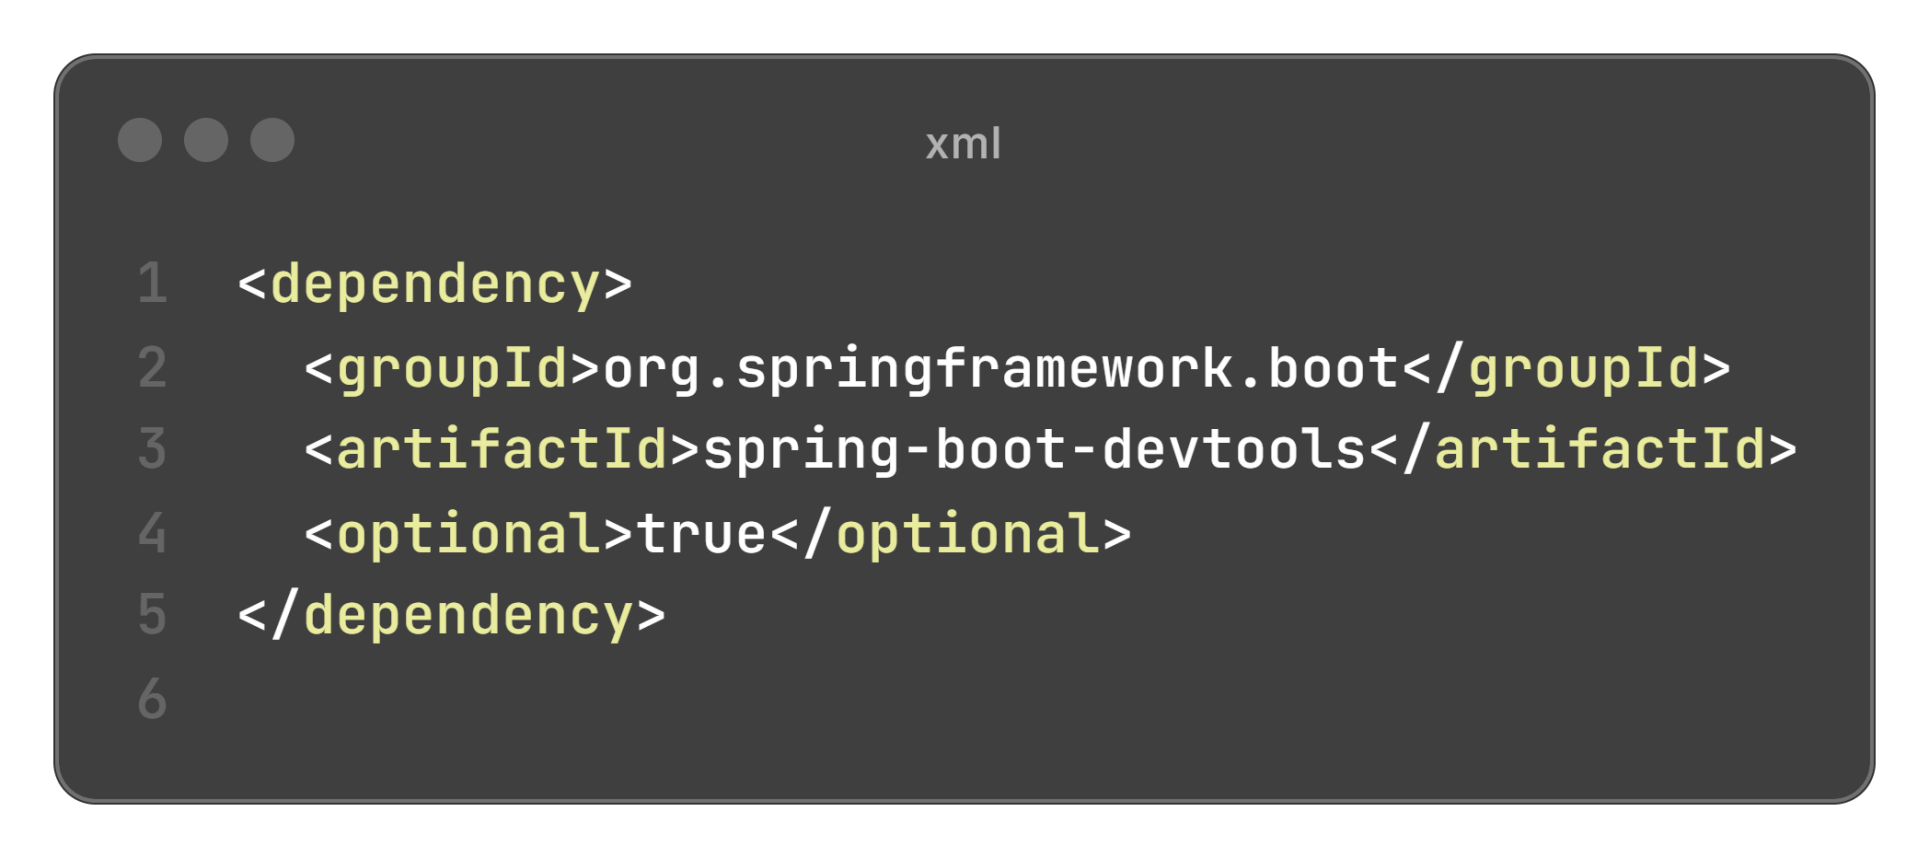 xml
1 <dependency>
2   <groupId>org.springframework.boot</groupId>
3   <artifactId>spring-boot-devtools</artifactId>
4   <optional>true</optional>
5 </dependency>
6